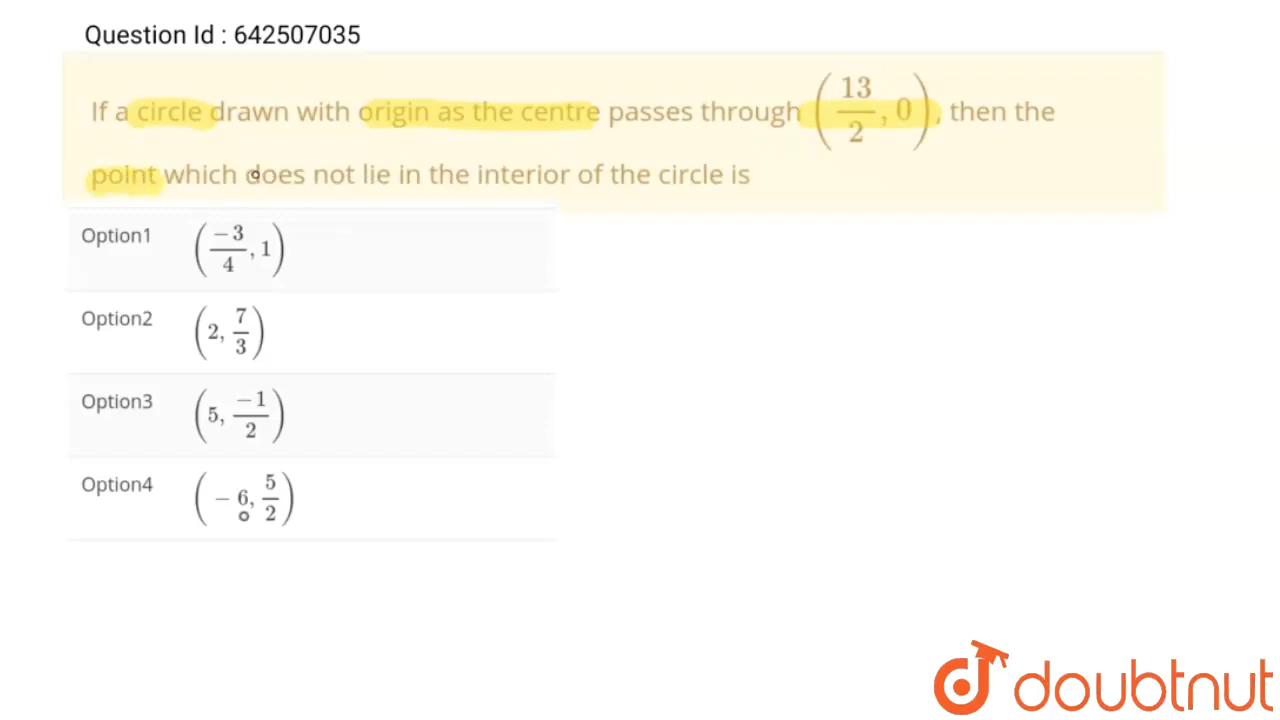 Question Id : 642507035
If a circle drawn with origin as the centre passes through (13/2, 0), then the
point which does not lie in the interior of the circle is
Option1 (-3/4, 1)
Option2 (2, 7/3)
Option3 (5, -1/2)
Option4 (-6, 5/2)
doubtnut